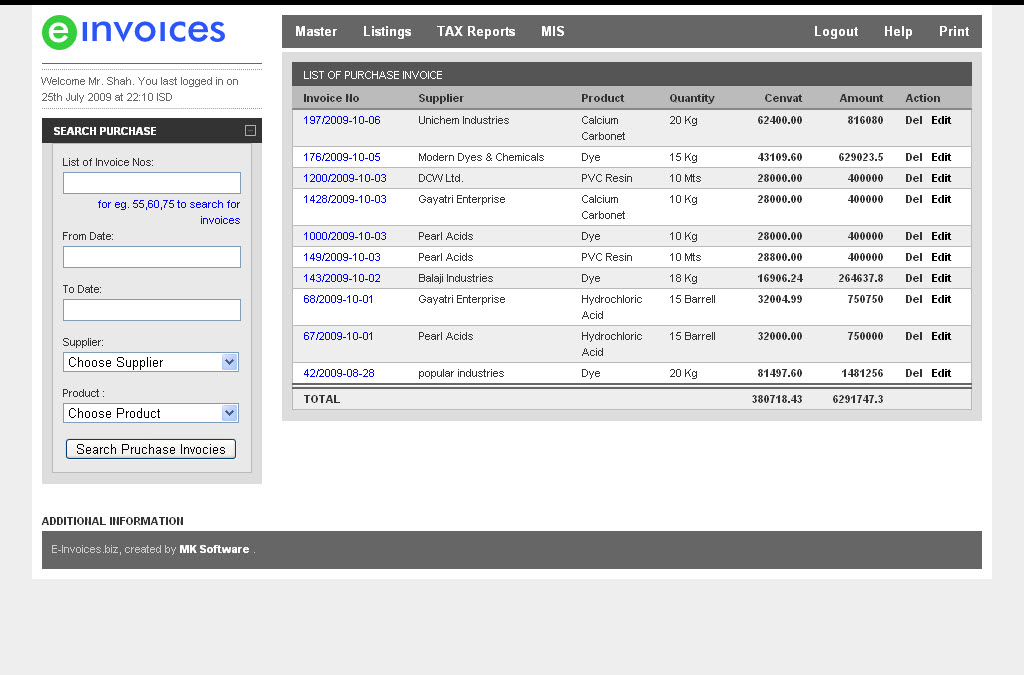 einvoices
Master Listings TAX Reports MIS Logout Help Print
Welcome Mr. Shah. You last logged in on
25th July 2009 at 22:10 ISD
SEARCH PURCHASE
List of Invoice Nos:
for eg. 55,60,75 to search for
invoices
From Date:
To Date:
Supplier:
Choose Supplier
Product :
Choose Product
Search Pruchase Invocies
LIST OF PURCHASE INVOICE
Invoice No Supplier Product Quantity Cenvat Amount Action
197/2009-10-06 Unichem Industries Calcium 20 Kg 62400.00 816080 Del Edit
Carbonet
176/2009-10-05 Modern Dyes & Chemicals Dye 15 Kg 43109.60 629023.5 Del Edit
1200/2009-10-03 DCW Ltd. PVC Resin 10 Mts 28000.00 400000 Del Edit
1428/2009-10-03 Gayatri Enterprise Calcium 10 Kg 28000.00 400000 Del Edit
Carbonet
1000/2009-10-03 Pearl Acids Dye 10 Kg 28000.00 400000 Del Edit
149/2009-10-03 Pearl Acids PVC Resin 10 Mts 28800.00 400000 Del Edit
143/2009-10-02 Balaji Industries Dye 18 Kg 16906.24 264637.8 Del Edit
68/2009-10-01 Gayatri Enterprise Hydrochloric 15 Barrell 32004.99 750750 Del Edit
Acid
67/2009-10-01 Pearl Acids Hydrochloric 15 Barrell 32000.00 750000 Del Edit
Acid
42/2009-08-28 popular industries Dye 20 Kg 81497.60 1481256 Del Edit
TOTAL 380718.43 6291747.3
ADDITIONAL INFORMATION
E-Invoices.biz, created by MK Software .